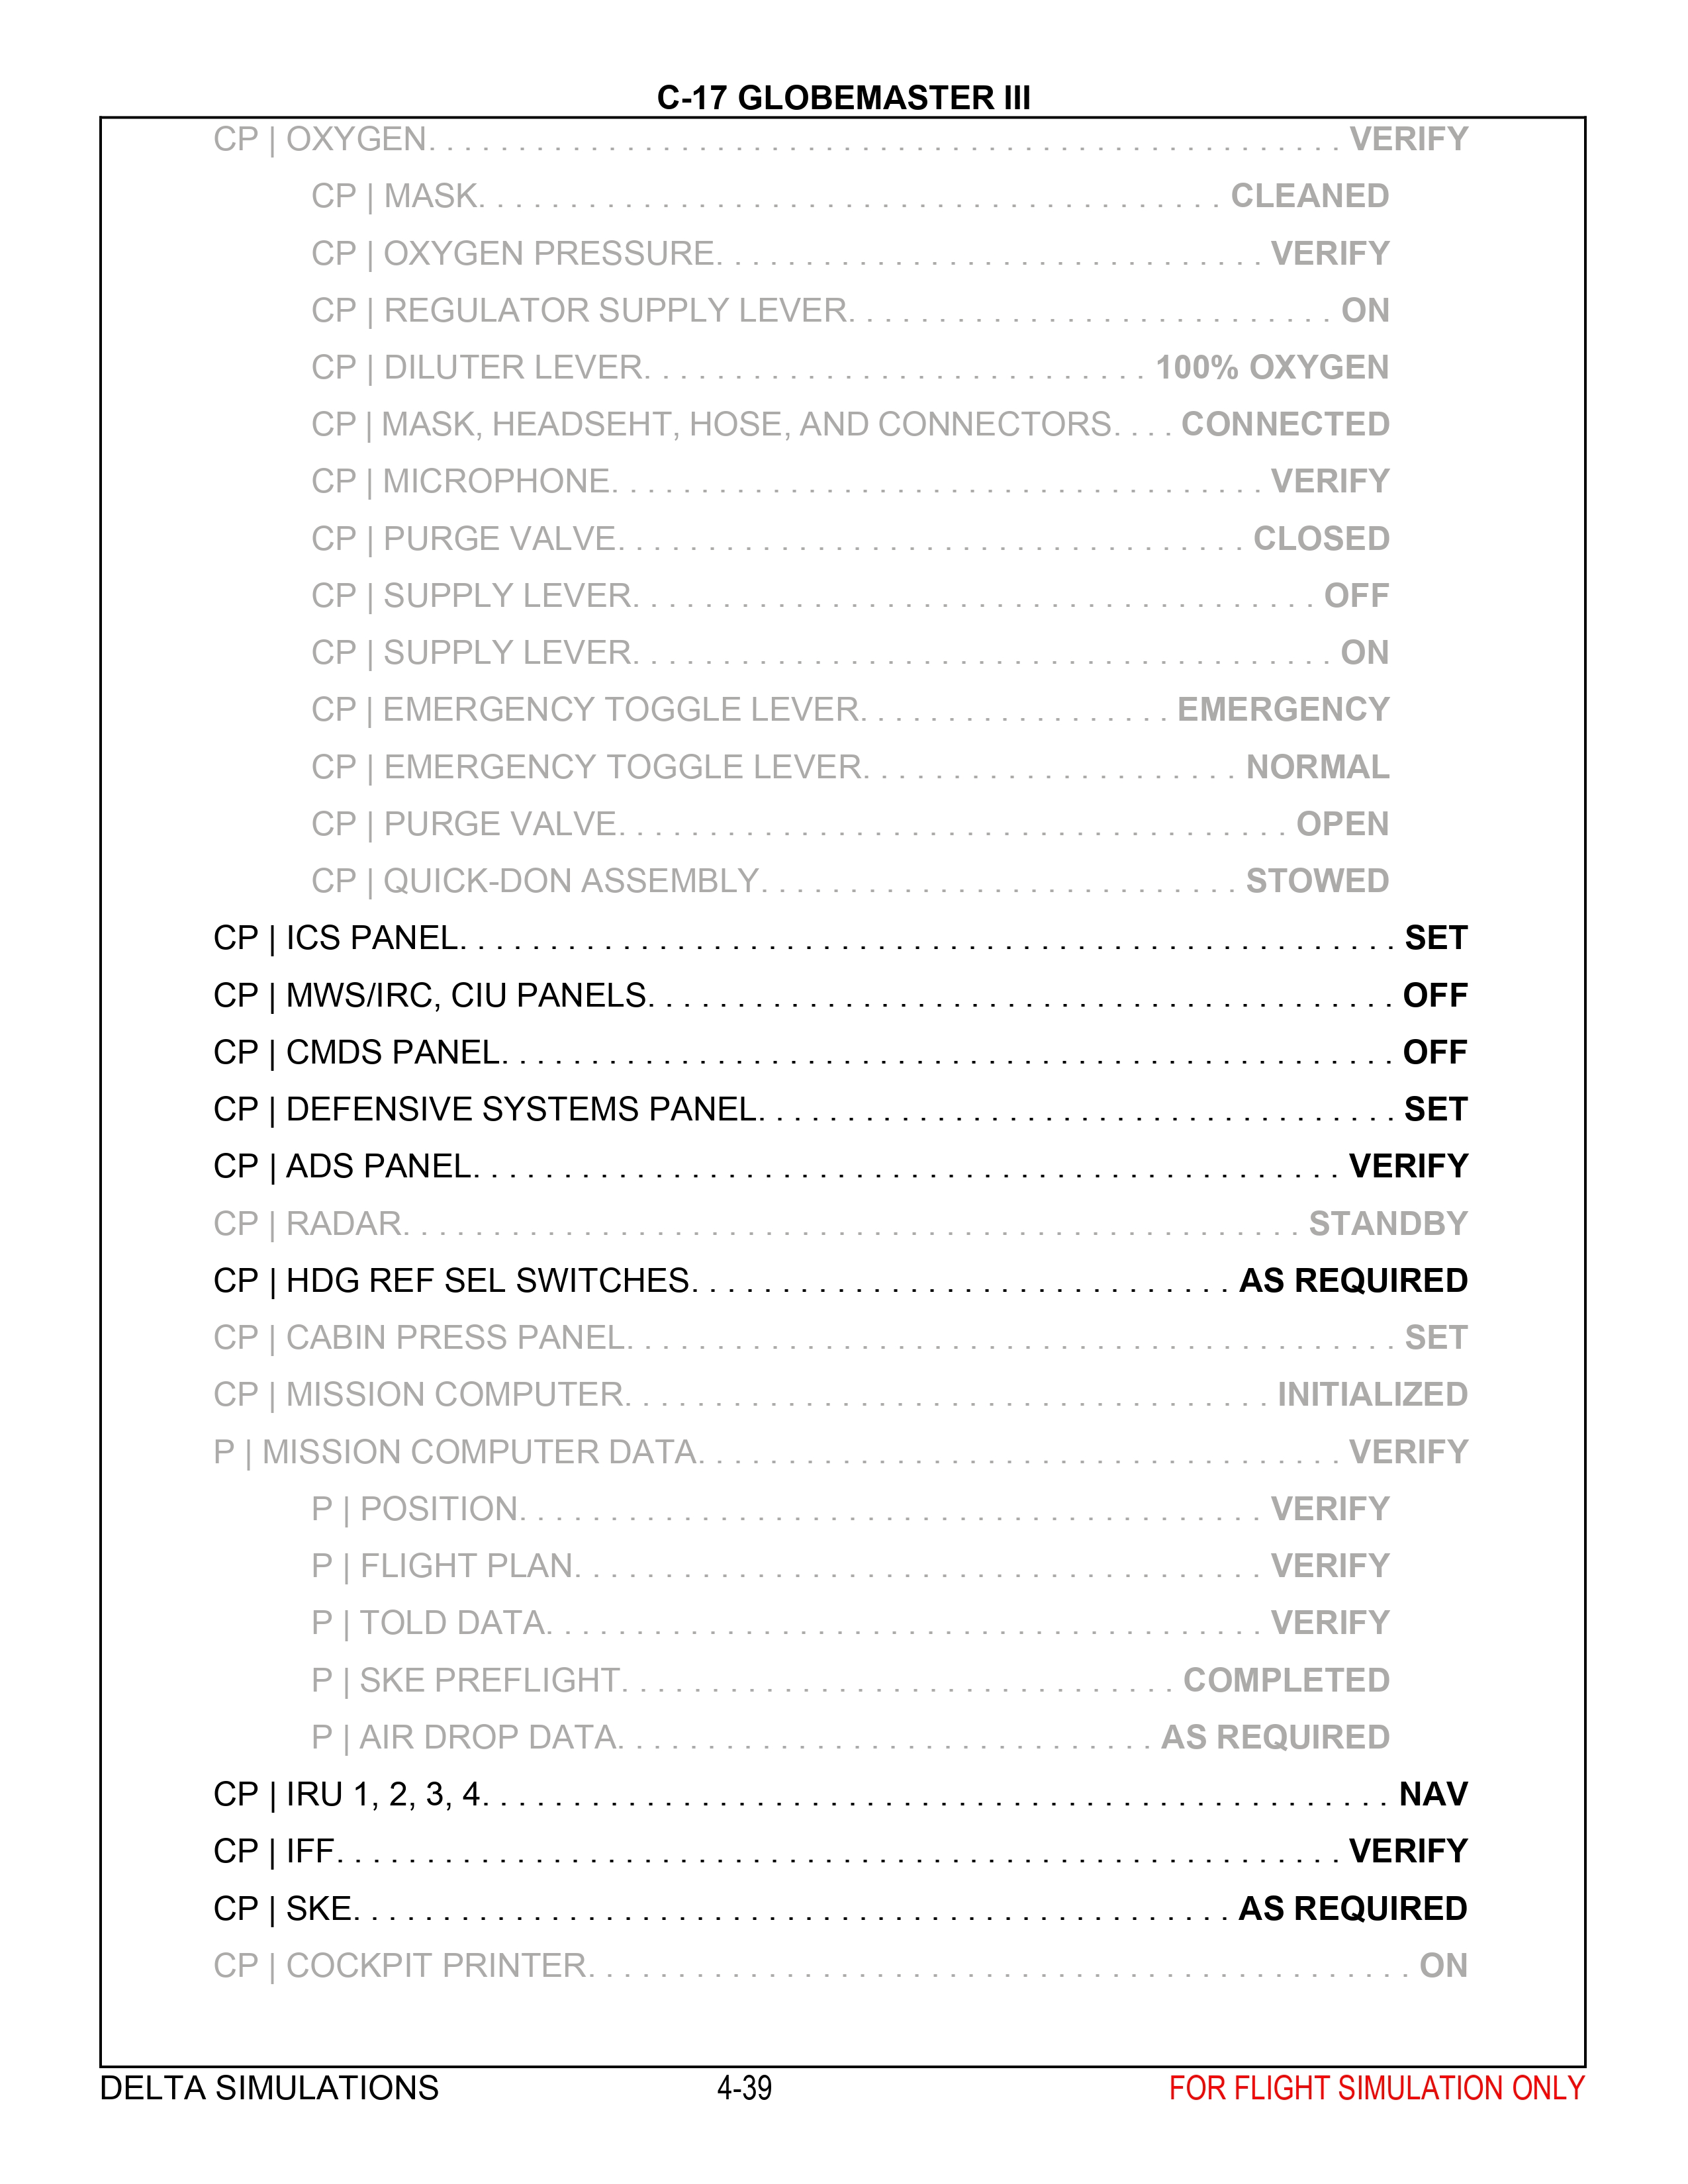 C-17 GLOBEMASTER III
CP | OXYGEN. . . . . . . . . . . . . . . . . . . . . . . . . . . . . . . . . . . . . . . . . . . . . . . . . . . VERIFY
CP | MASK. . . . . . . . . . . . . . . . . . . . . . . . . . . . . . . . . . . . . . . . . CLEANED
CP | OXYGEN PRESSURE. . . . . . . . . . . . . . . . . . . . . . . . . . . . . . . VERIFY
CP | REGULATOR SUPPLY LEVER. . . . . . . . . . . . . . . . . . . . . . . . . . . ON
CP | DILUTER LEVER. . . . . . . . . . . . . . . . . . . . . . . . . . . . 100% OXYGEN
CP | MASK, HEADSEHT, HOSE, AND CONNECTORS. . . . CONNECTED
CP | MICROPHONE. . . . . . . . . . . . . . . . . . . . . . . . . . . . . . . . . . . . . VERIFY
CP | PURGE VALVE. . . . . . . . . . . . . . . . . . . . . . . . . . . . . . . . . . . CLOSED
CP | SUPPLY LEVER. . . . . . . . . . . . . . . . . . . . . . . . . . . . . . . . . . . . . . OFF
CP | SUPPLY LEVER. . . . . . . . . . . . . . . . . . . . . . . . . . . . . . . . . . . . . . . ON
CP | EMERGENCY TOGGLE LEVER. . . . . . . . . . . . . . . . . . EMERGENCY
CP | EMERGENCY TOGGLE LEVER. . . . . . . . . . . . . . . . . . . . . NORMAL
CP | PURGE VALVE. . . . . . . . . . . . . . . . . . . . . . . . . . . . . . . . . . . . . . OPEN
CP | QUICK-DON ASSEMBLY. . . . . . . . . . . . . . . . . . . . . . . . . . . STOWED
CP | ICS PANEL. . . . . . . . . . . . . . . . . . . . . . . . . . . . . . . . . . . . . . . . . . . . . . . . . . . . SET
CP | MWS/IRC, CIU PANELS. . . . . . . . . . . . . . . . . . . . . . . . . . . . . . . . . . . . . . . . . . OFF
CP | CMDS PANEL. . . . . . . . . . . . . . . . . . . . . . . . . . . . . . . . . . . . . . . . . . . . . . . . . . OFF
CP | DEFENSIVE SYSTEMS PANEL. . . . . . . . . . . . . . . . . . . . . . . . . . . . . . . . . . . . SET
CP | ADS PANEL. . . . . . . . . . . . . . . . . . . . . . . . . . . . . . . . . . . . . . . . . . . . . . . . VERIFY
CP | RADAR. . . . . . . . . . . . . . . . . . . . . . . . . . . . . . . . . . . . . . . . . . . . . . . . . . STANDBY
CP | HDG REF SEL SWITCHES. . . . . . . . . . . . . . . . . . . . . . . . . . . . . . AS REQUIRED
CP | CABIN PRESS PANEL. . . . . . . . . . . . . . . . . . . . . . . . . . . . . . . . . . . . . . . . . . . SET
CP | MISSION COMPUTER. . . . . . . . . . . . . . . . . . . . . . . . . . . . . . . . . . . . INITIALIZED
P | MISSION COMPUTER DATA. . . . . . . . . . . . . . . . . . . . . . . . . . . . . . . . . . . . VERIFY
P | POSITION. . . . . . . . . . . . . . . . . . . . . . . . . . . . . . . . . . . . . . . . . VERIFY
P | FLIGHT PLAN. . . . . . . . . . . . . . . . . . . . . . . . . . . . . . . . . . . . . . VERIFY
P | TOLD DATA. . . . . . . . . . . . . . . . . . . . . . . . . . . . . . . . . . . . . . . . VERIFY
P | SKE PREFLIGHT. . . . . . . . . . . . . . . . . . . . . . . . . . . . . . . COMPLETED
P | AIR DROP DATA. . . . . . . . . . . . . . . . . . . . . . . . . . . . . . AS REQUIRED
CP | IRU 1, 2, 3, 4. . . . . . . . . . . . . . . . . . . . . . . . . . . . . . . . . . . . . . . . . . . . . . . . . . . NAV
CP | IFF. . . . . . . . . . . . . . . . . . . . . . . . . . . . . . . . . . . . . . . . . . . . . . . . . . . . . . . . VERIFY
CP | SKE. . . . . . . . . . . . . . . . . . . . . . . . . . . . . . . . . . . . . . . . . . . . . . . . . AS REQUIRED
CP | COCKPIT PRINTER. . . . . . . . . . . . . . . . . . . . . . . . . . . . . . . . . . . . . . . . . . . . . . ON
DELTA SIMULATIONS 4-39 FOR FLIGHT SIMULATION ONLY